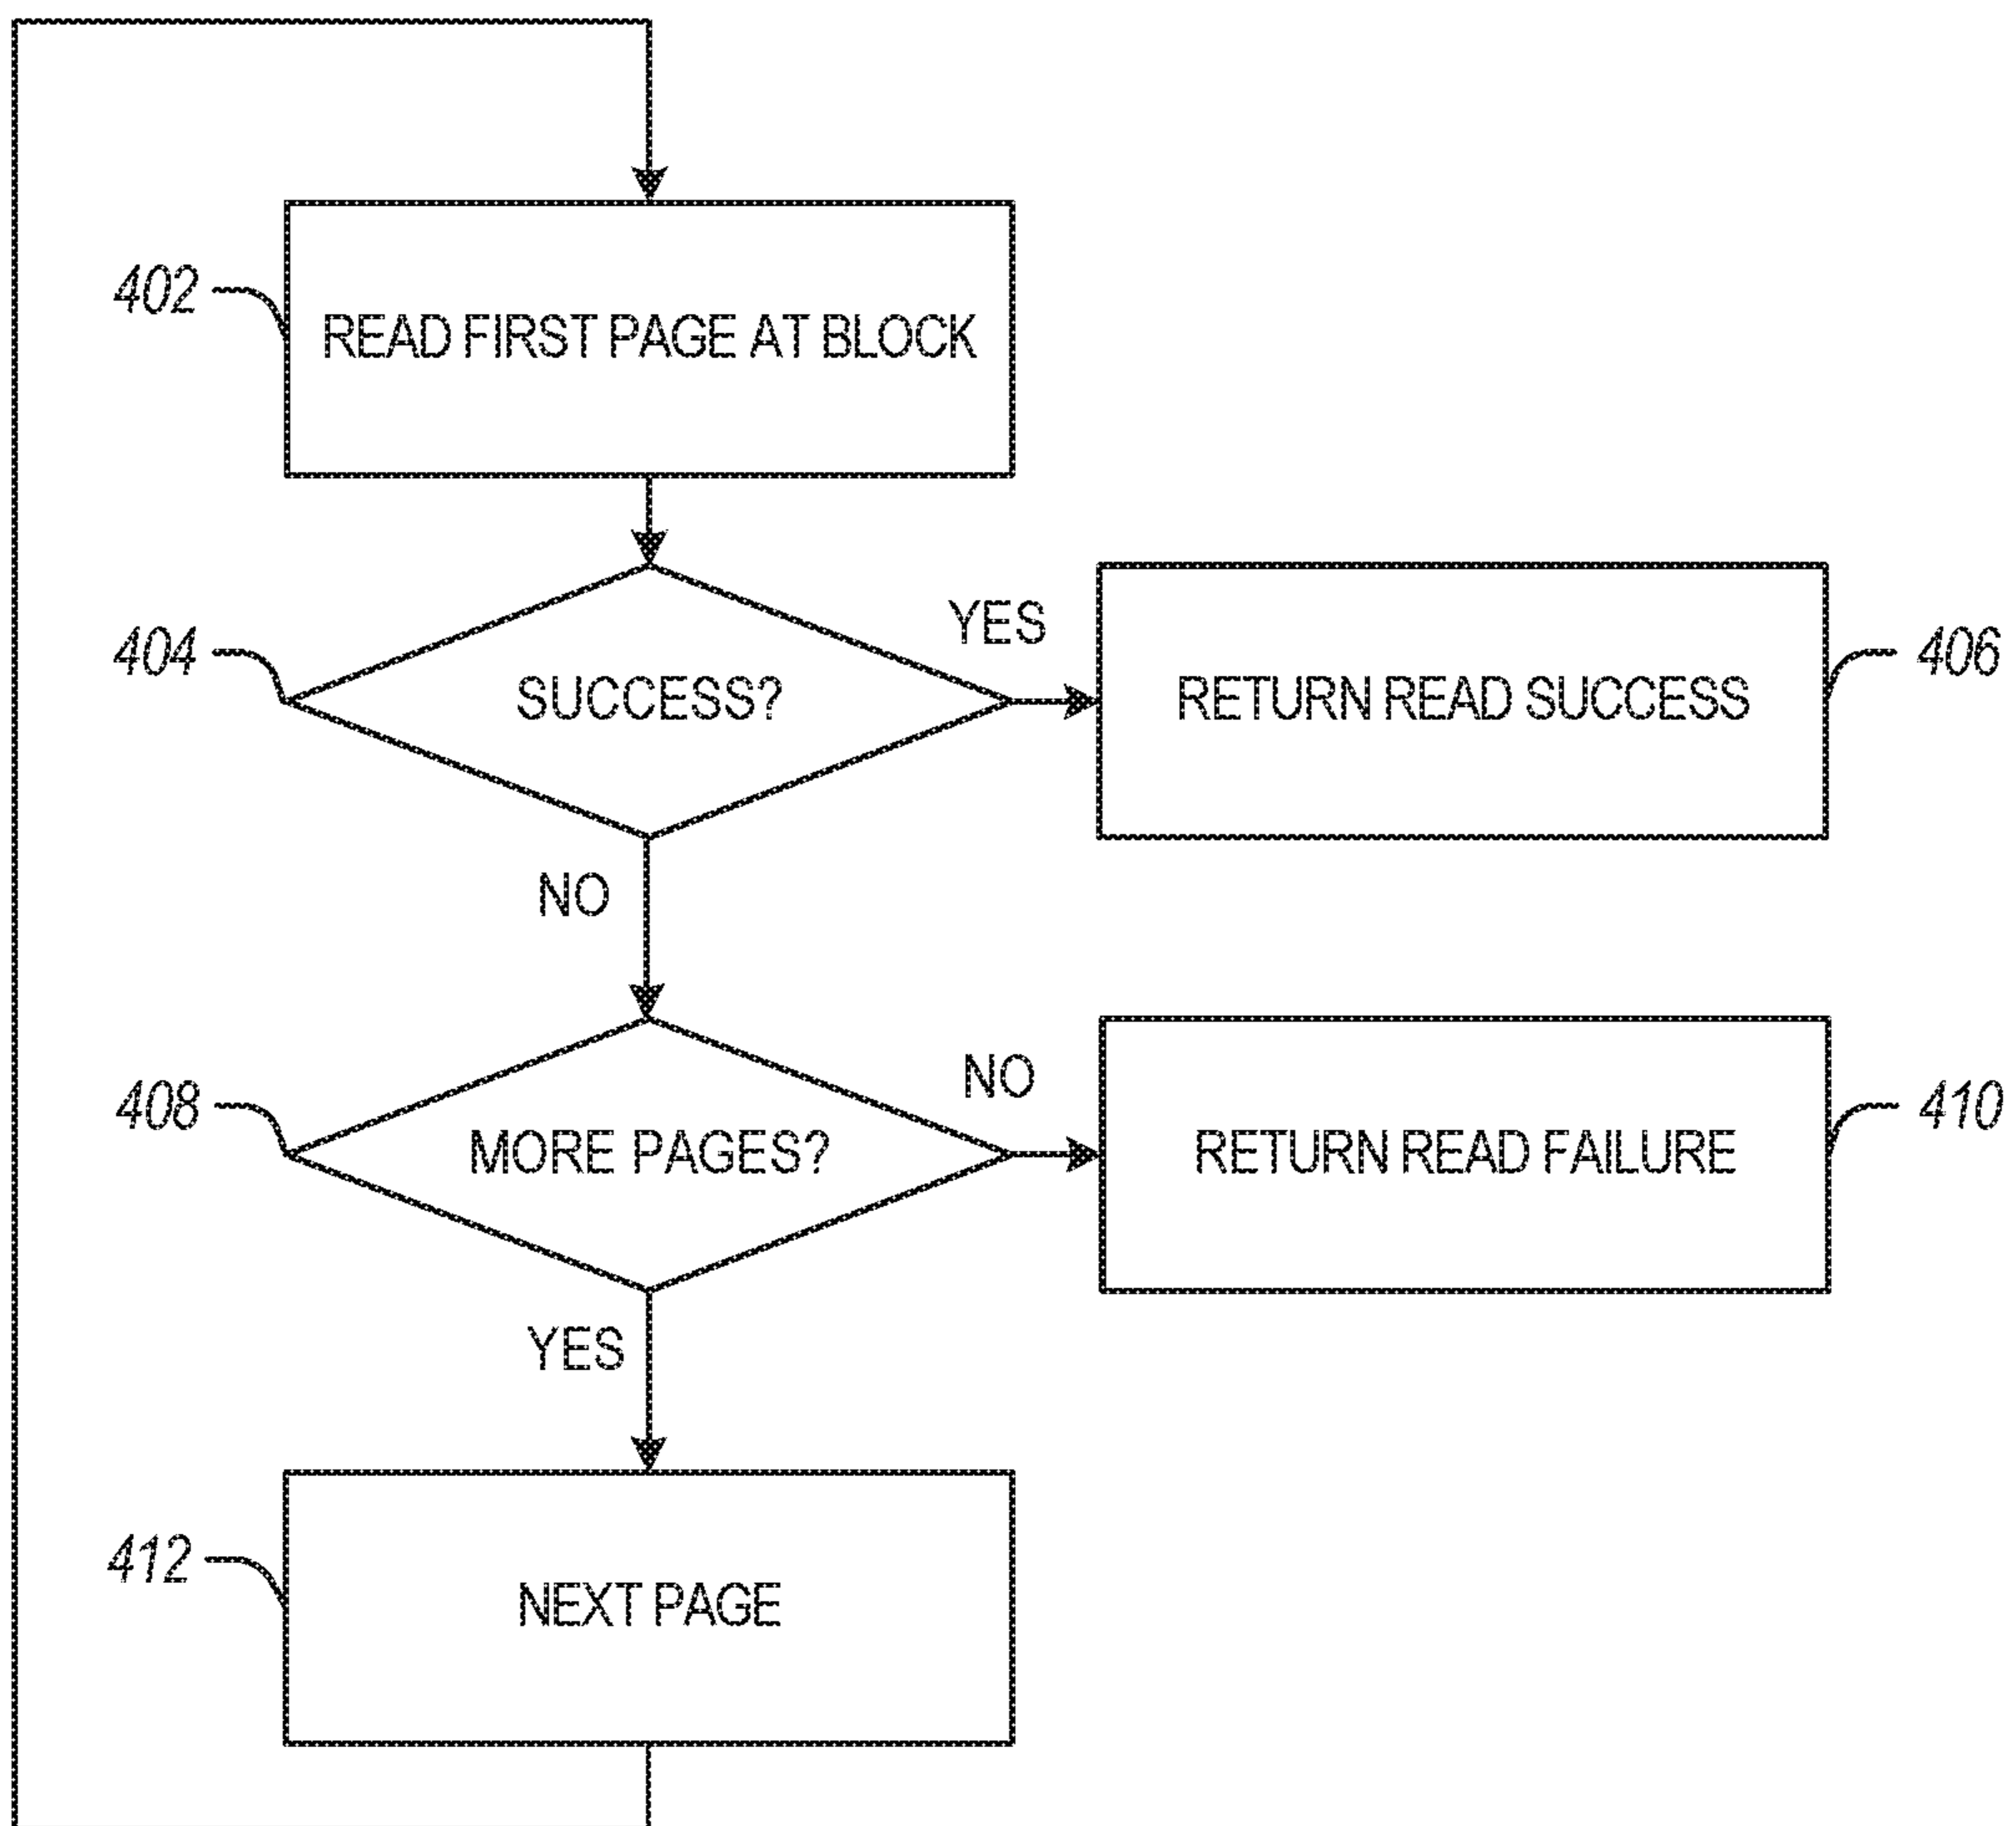 402
READ FIRST PAGE AT BLOCK
404
SUCCESS?
YES
RETURN READ SUCCESS
406
NO
408
MORE PAGES?
NO
RETURN READ FAILURE
410
YES
412
NEXT PAGE